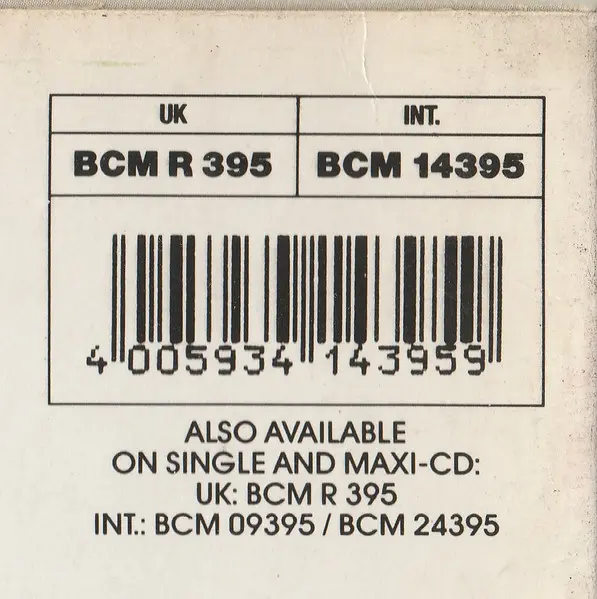 UK INT.
BCM R 395 BCM 14395
4 005934 143959
ALSO AVAILABLE
ON SINGLE AND MAXI-CD:
UK: BCM R 395
INT.: BCM 09395 / BCM 24395